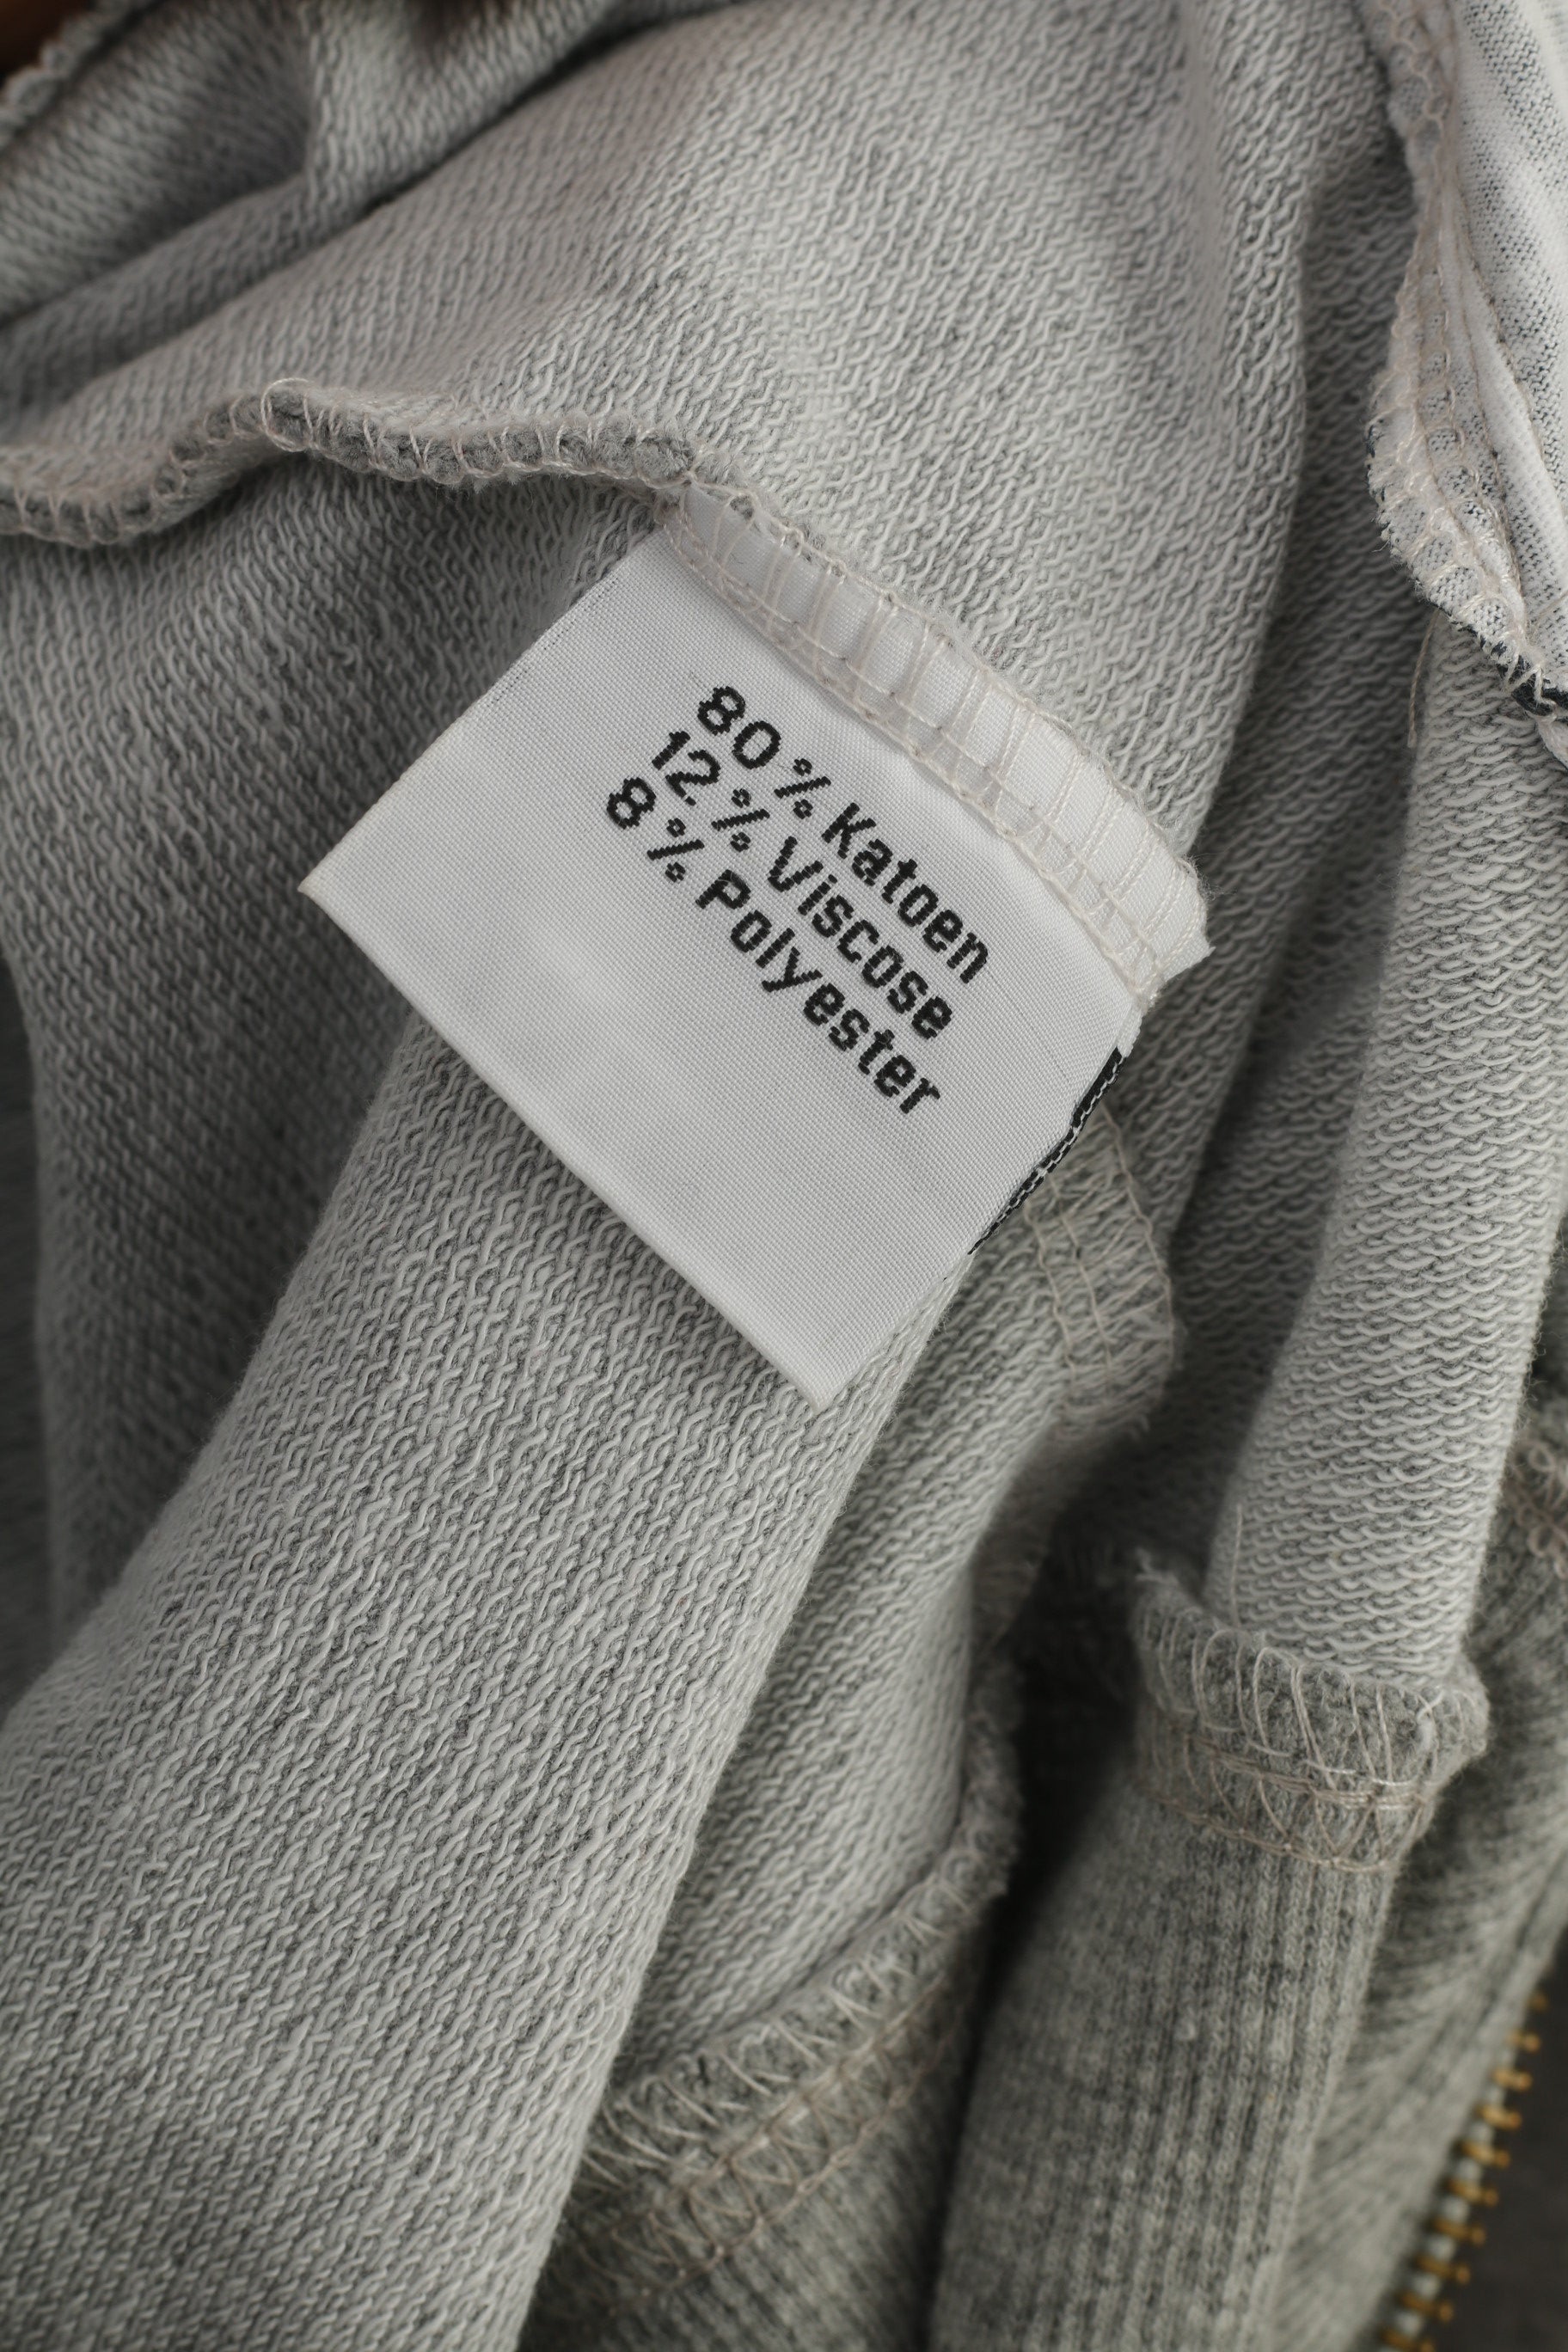 80% Katoen
12% Viscose
8% Polyester